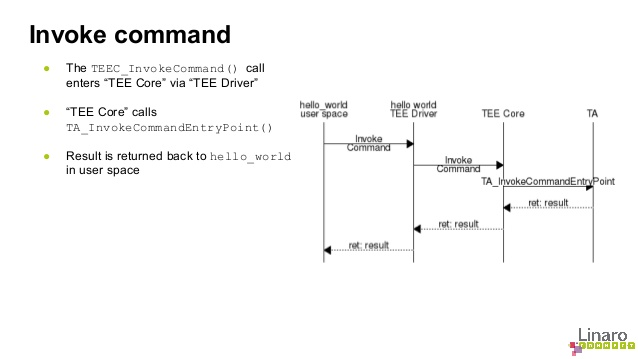 Invoke command
● The TEEC_InvokeCommand() call
enters “TEE Core” via “TEE Driver”
● “TEE Core” calls
TA_InvokeCommandEntryPoint()
● Result is returned back to hello_world
in user space
hello_world
user space
hello world
TEE Driver
TEE Core
TA
Invoke
Command
Invoke
Command
TA_InvokeCommandEntryPoint
ret: result
ret: result
ret: result
Linaro
connect